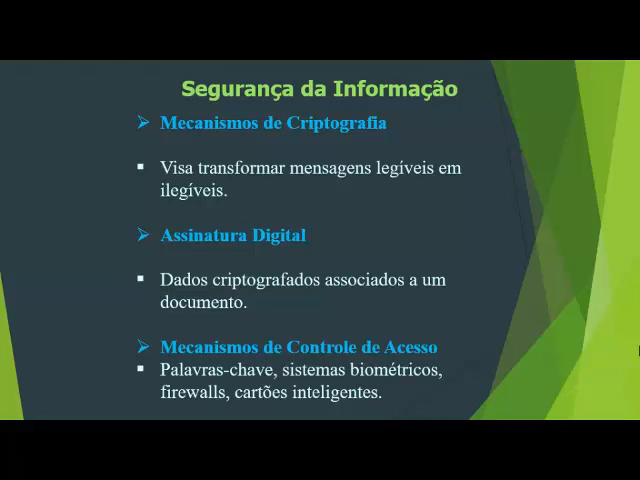 Segurança da Informação
➢ Mecanismos de Criptografia
▪ Visa transformar mensagens legíveis em
ilegíveis.
➢ Assinatura Digital
▪ Dados criptografados associados a um
documento.
➢ Mecanismos de Controle de Acesso
▪ Palavras-chave, sistemas biométricos,
firewalls, cartões inteligentes.